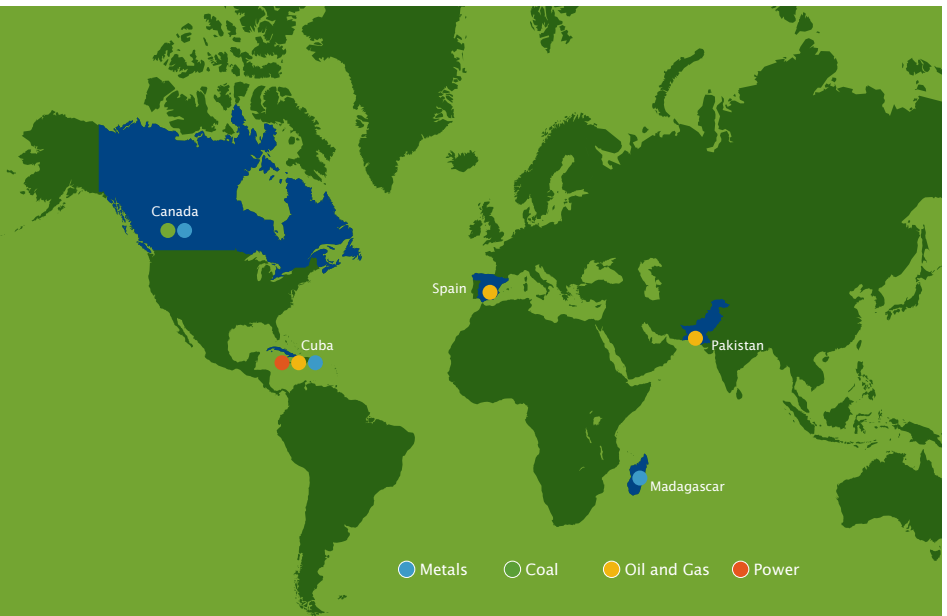 Canada
Spain
Cuba
Pakistan
Madagascar
Metals Coal Oil and Gas Power